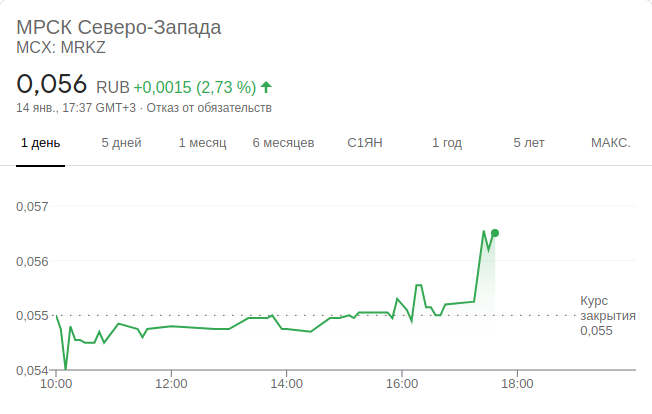 МРСК Северо-Запада
MCX: MRKZ
0,056 RUB +0,0015 (2,73 %)
14 янв., 17:37 GMT+3 · Отказ от обязательств
1 день 5 дней 1 месяц 6 месяцев С1ЯН 1 год 5 лет МАКС.
0,057
0,056
0,055
Курс
закрытия
0,055
0,054
10:00 12:00 14:00 16:00 18:00